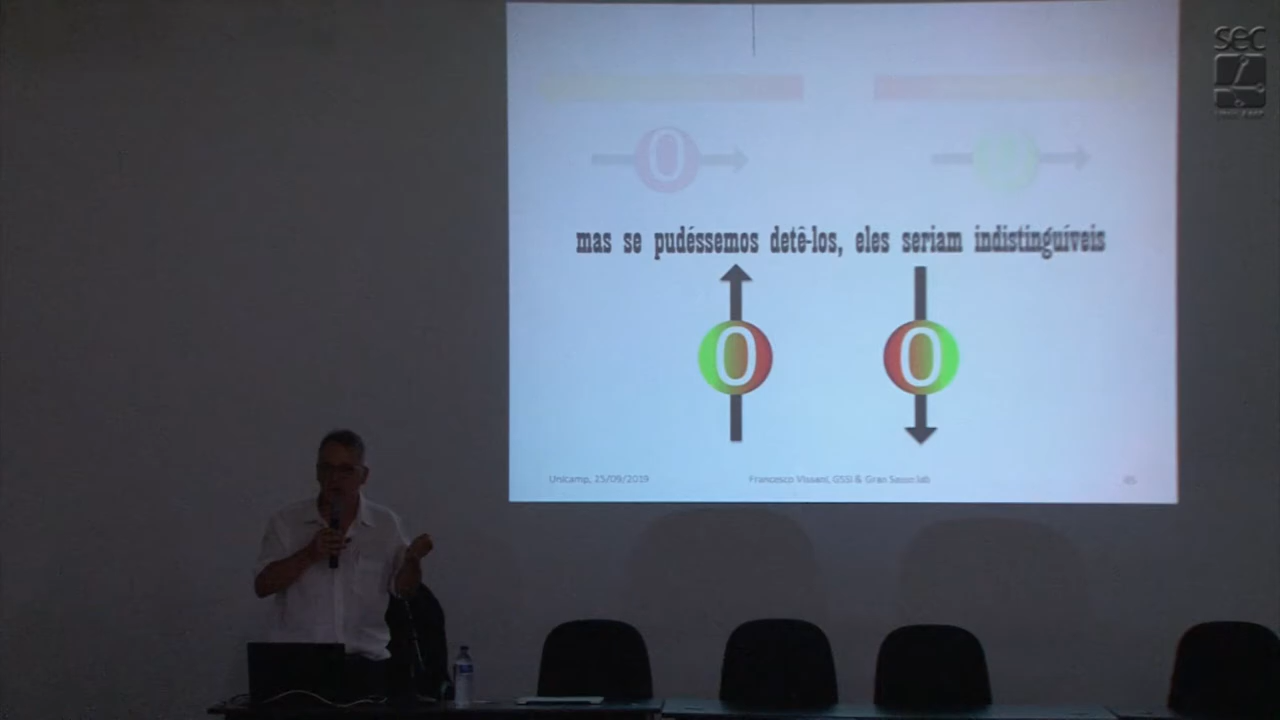 sec
0
mas se pudéssemos detê-los, eles seriam indistinguíveis
0
0
Unicamp, 25/09/2019
Francesco Vissani, GSSI & Gran Sasso lab